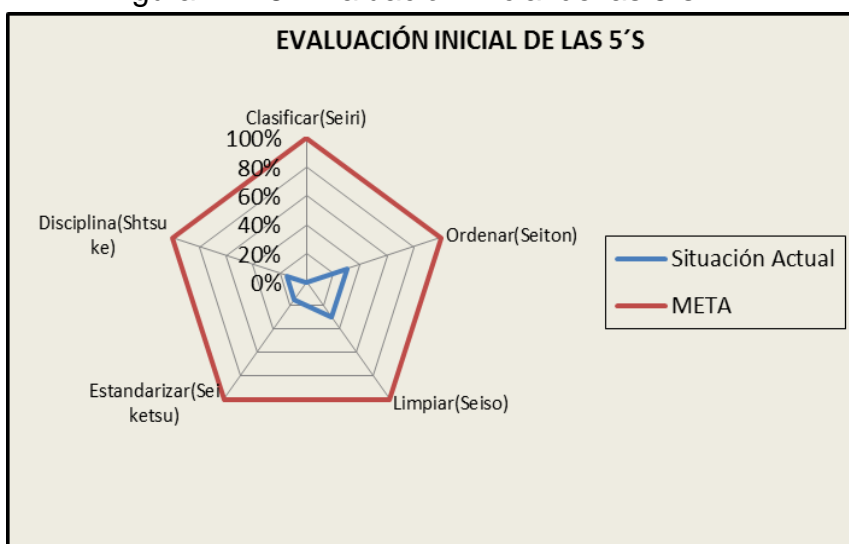 EVALUACIÓN INICIAL DE LAS 5´S
Clasificar(Seiri)
100%
80%
60%
40%
20%
0%
Disciplina(Shtsu
ke)
Ordenar(Seiton)
Situación Actual
META
Estandarizar(Sei
ketsu)
Limpiar(Seiso)